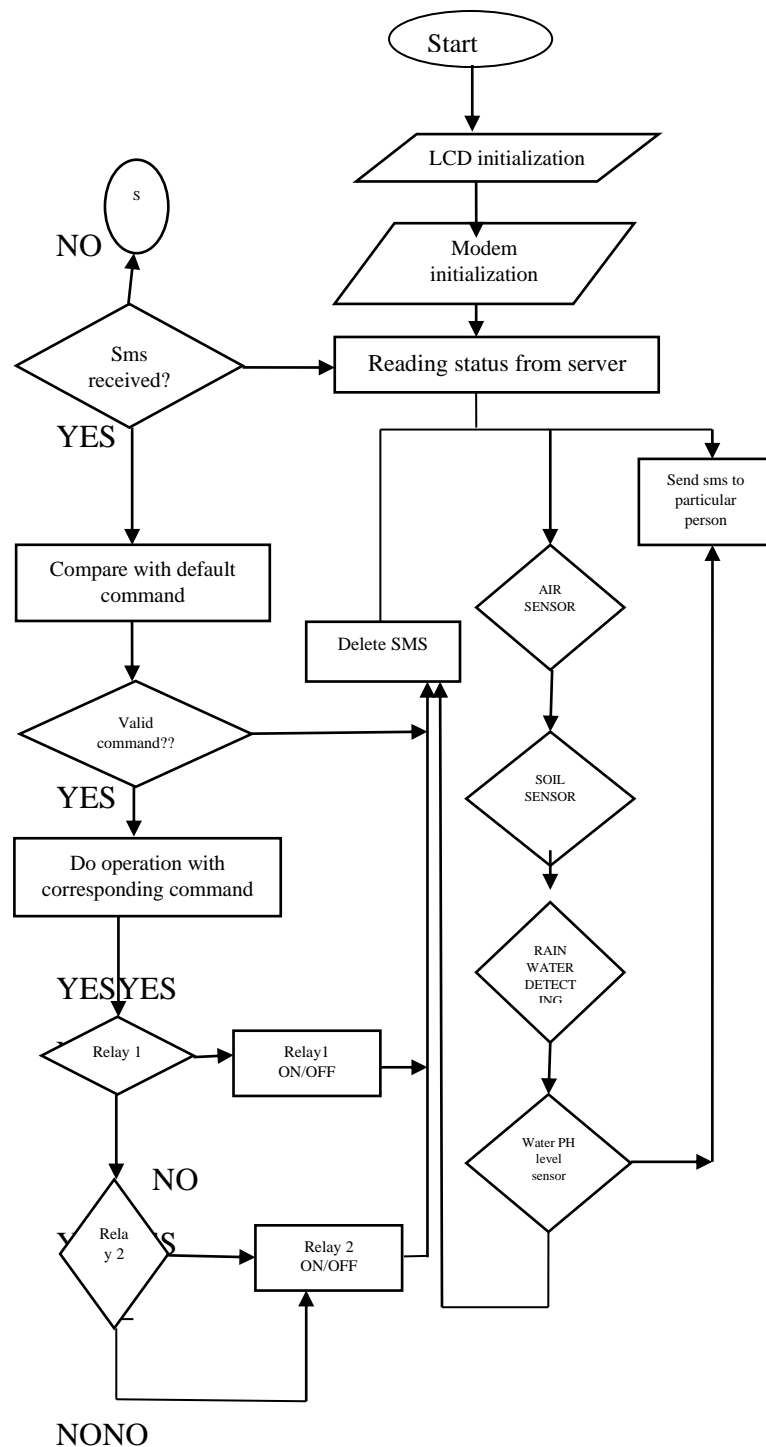 Start
LCD initialization
S
NO
Modem
initialization
Sms
received?
Reading status from server
YES
Send sms to
particular
person
Compare with default
command
AIR
SENSOR
Delete SMS
Valid
command??
SOIL
SENSOR
YES
Do operation with
corresponding command
RAIN
WATER
DETECT
ING
YESYES
Relay 1
Relay1
ON/OFF
Water PH
level
sensor
NO
Rela
y 2
Relay 2
ON/OFF
NONO